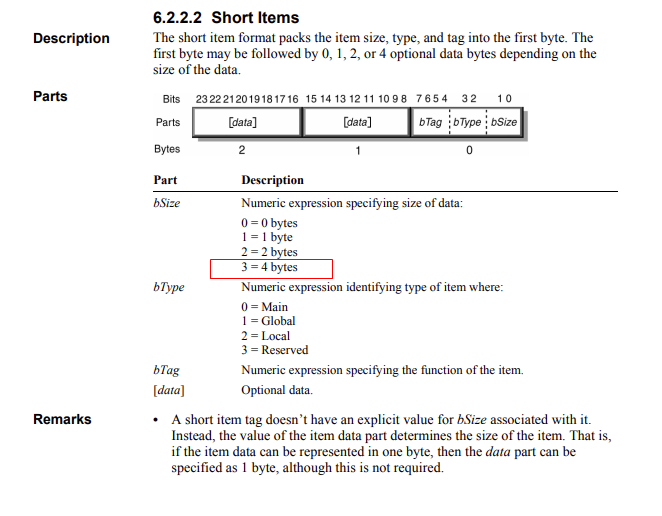 6.2.2.2 Short Items
Description
The short item format packs the item size, type, and tag into the first byte. The
first byte may be followed by 0, 1, 2, or 4 optional data bytes depending on the
size of the data.
Parts
Bits 23 22 21 20 19 18 17 16 15 14 13 12 11 10 9 8 7 6 5 4 3 2 1 0
Parts [data] [data] bTag bType bSize
Bytes 2 1 0
Part Description
bSize Numeric expression specifying size of data:
0 = 0 bytes
1 = 1 byte
2 = 2 bytes
3 = 4 bytes
bType Numeric expression identifying type of item where:
0 = Main
1 = Global
2 = Local
3 = Reserved
bTag Numeric expression specifying the function of the item.
[data] Optional data.
Remarks
• A short item tag doesn’t have an explicit value for bSize associated with it.
Instead, the value of the item data part determines the size of the item. That is,
if the item data can be represented in one byte, then the data part can be
specified as 1 byte, although this is not required.